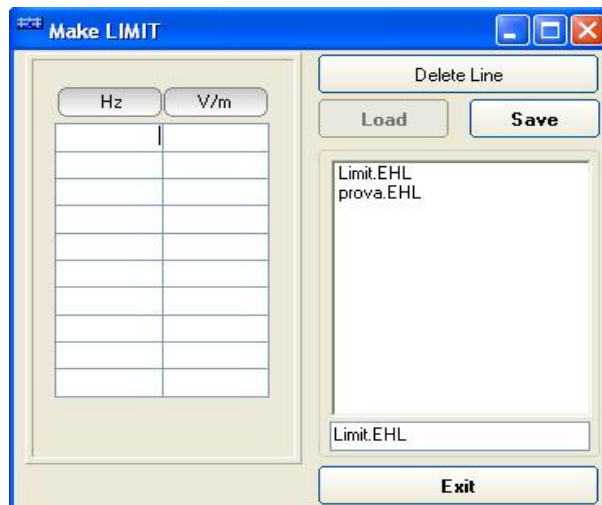 Make LIMIT
Hz V/m
Delete Line
Load Save
Limit.EHL
prova.EHL
Limit.EHL
Exit